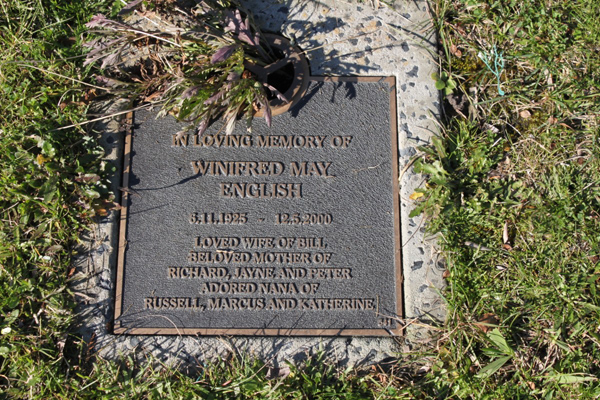 IN LOVING MEMORY OF
WINIFRED MAY
ENGLISH
8.11.1925 - 12.5.2000
LOVED WIFE OF BILL
BELOVED MOTHER OF
RICHARD, JAYNE AND PETER
ADORED NANA OF
RUSSELL, MARCUS AND KATHERINE